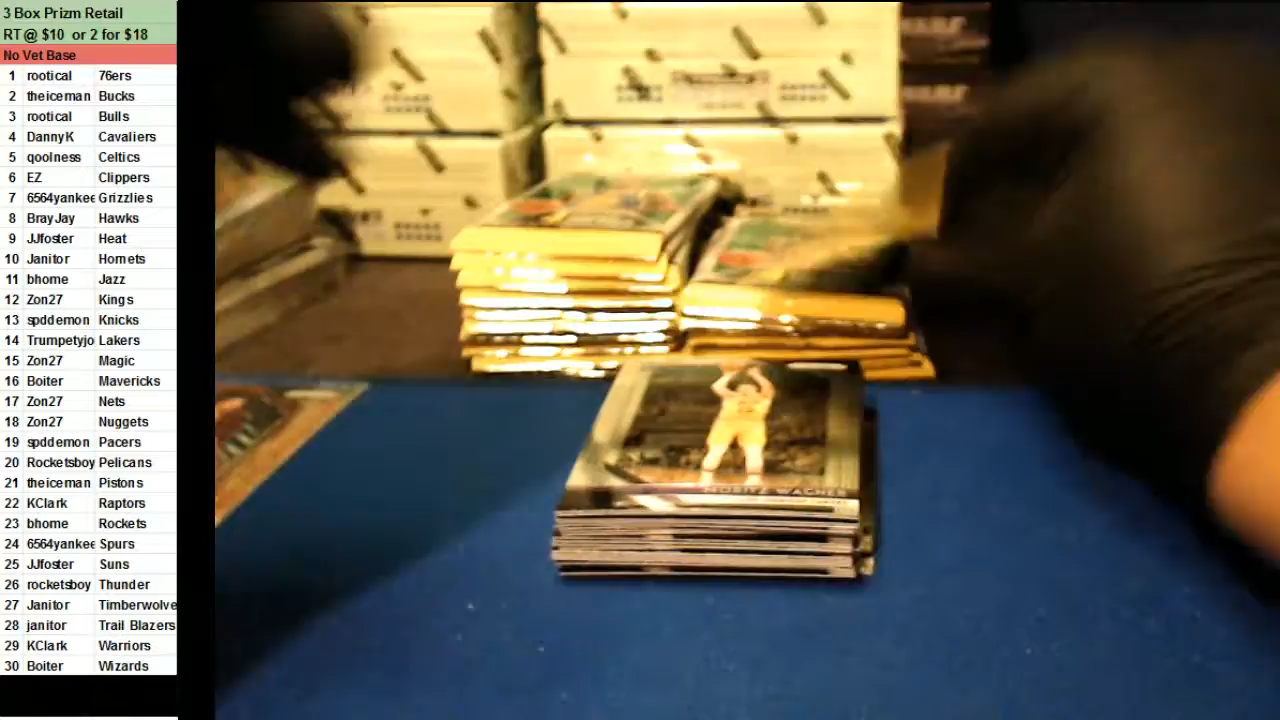 3 Box Prizm Retail
RT @ $10 or 2 for $18
No Vet Base
1 rootical 76ers
2 theiceman Bucks
3 rootical Bulls
4 DannyK Cavaliers
5 qoolness Celtics
6 EZ Clippers
7 6564yankee Grizzlies
8 BrayJay Hawks
9 JJfoster Heat
10 Janitor Hornets
11 bhome Jazz
12 Zon27 Kings
13 spddemon Knicks
14 Trumpetyjo Lakers
15 Zon27 Magic
16 Boiter Mavericks
17 Zon27 Nets
18 Zon27 Nuggets
19 spddemon Pacers
20 Rocketsboy Pelicans
21 theiceman Pistons
22 KClark Raptors
23 bhome Rockets
24 6564yankee Spurs
25 JJfoster Suns
26 rocketsboy Thunder
27 Janitor Timberwolve
28 janitor Trail Blazers
29 KClark Warriors
30 Boiter Wizards
MORITZ WAGNER